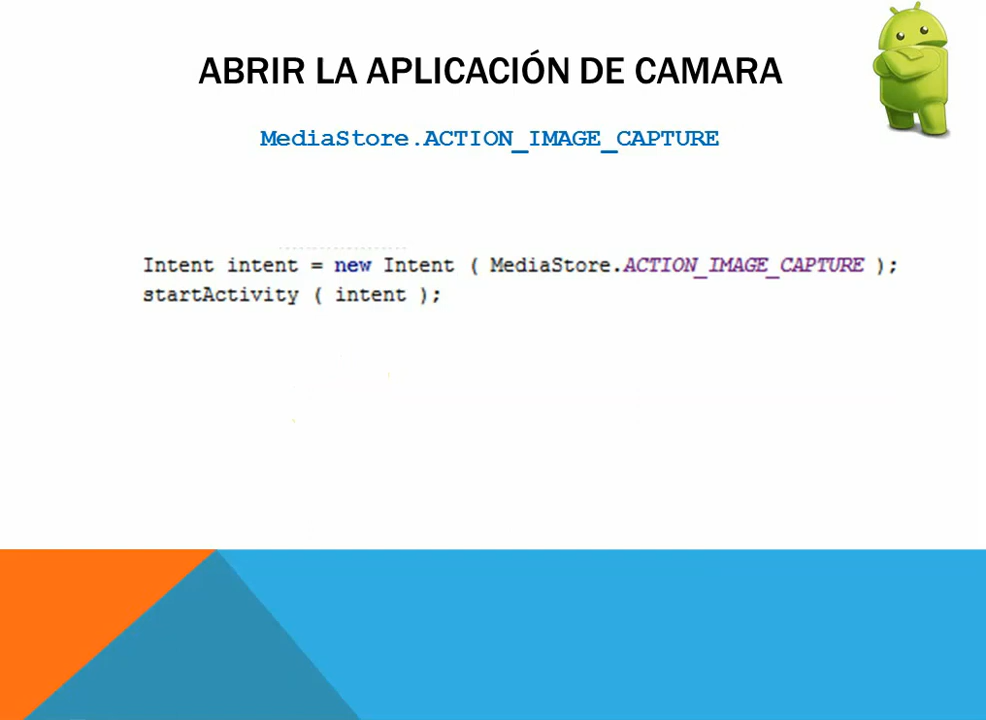 ABRIR LA APLICACIÓN DE CAMARA
MediaStore.ACTION_IMAGE_CAPTURE
Intent intent = new Intent ( MediaStore.ACTION_IMAGE_CAPTURE );
startActivity ( intent );